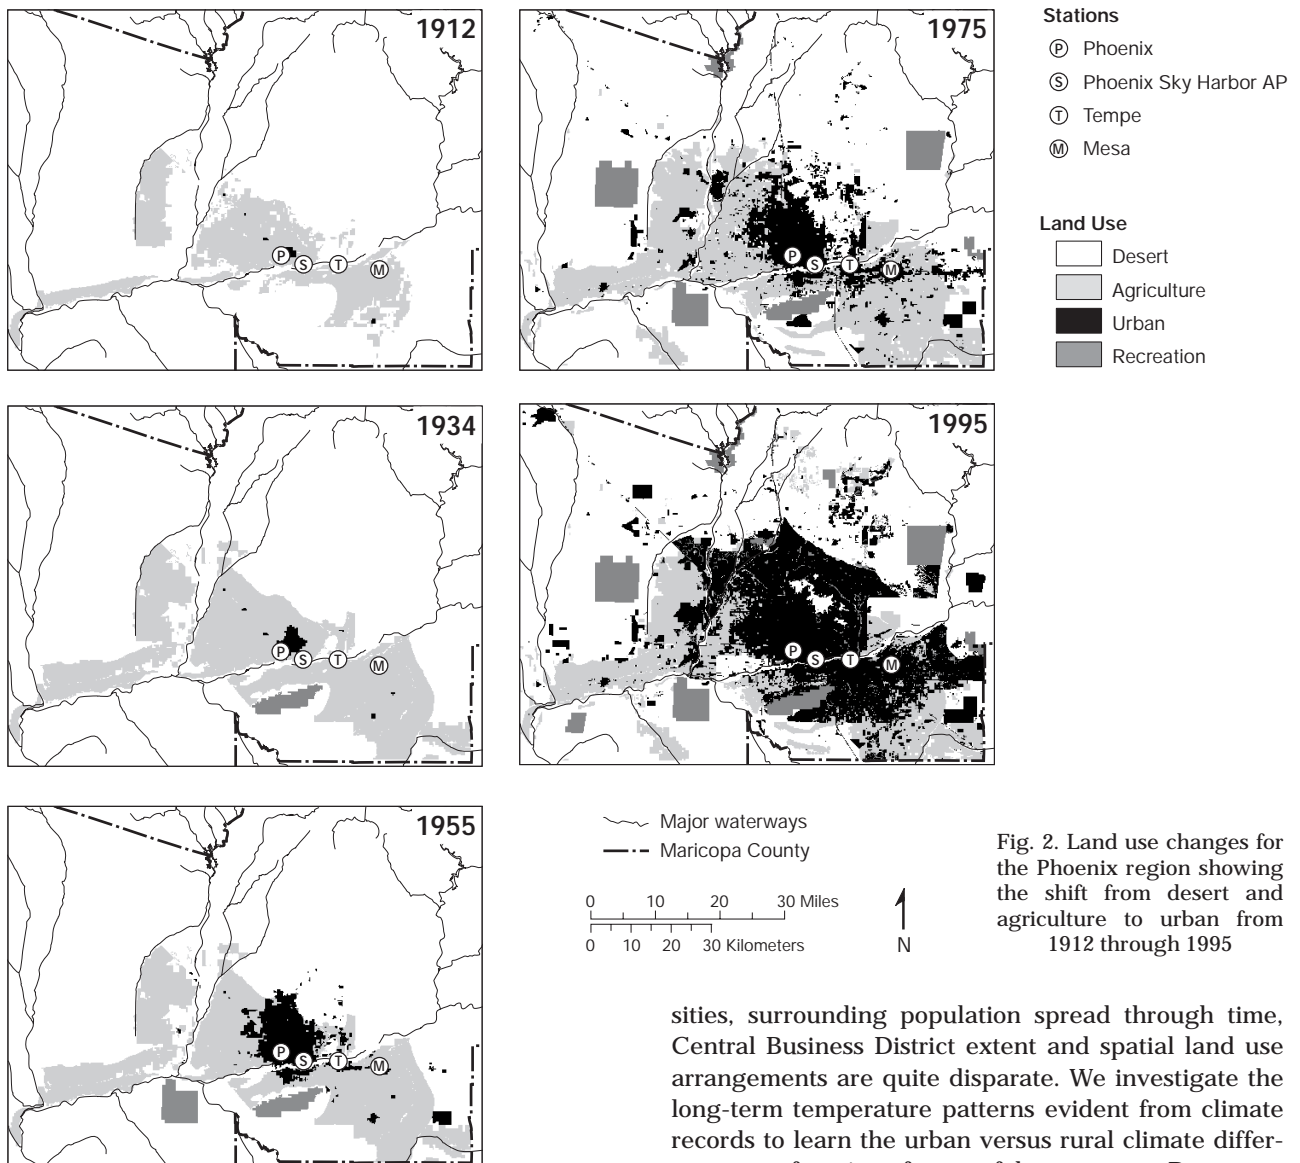 1912
P
S
T
M
1975
P
S
T
M
Stations
P Phoenix
S Phoenix Sky Harbor AP
T Tempe
M Mesa
Land Use
Desert
Agriculture
Urban
Recreation
1934
P
S
T
M
1995
P
S
T
M
1955
P
S
T
M
Major waterways
Maricopa County
0 10 20 30 Miles
0 10 20 30 Kilometers
N
Fig. 2. Land use changes for
the Phoenix region showing
the shift from desert and
agriculture to urban from
1912 through 1995
sities, surrounding population spread through time,
Central Business District extent and spatial land use
arrangements are quite disparate. We investigate the
long-term temperature patterns evident from climate
records to learn the urban versus rural climate differ-